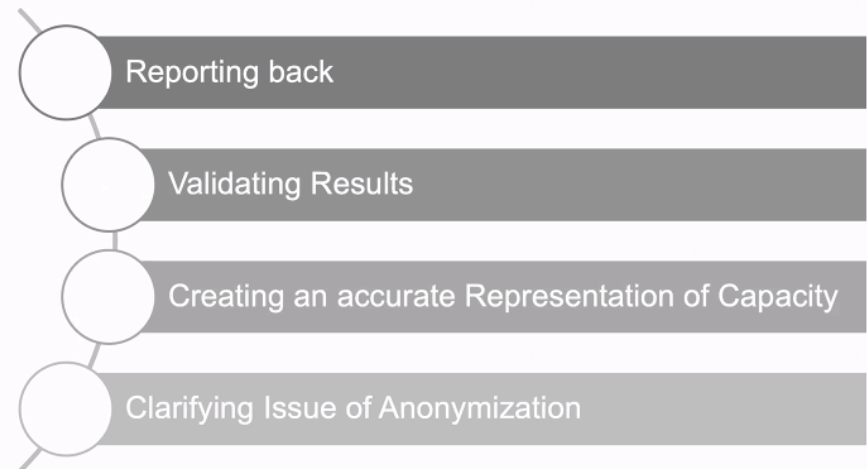 Reporting back
Validating Results
Creating an accurate Representation of Capacity
Clarifying Issue of Anonymization